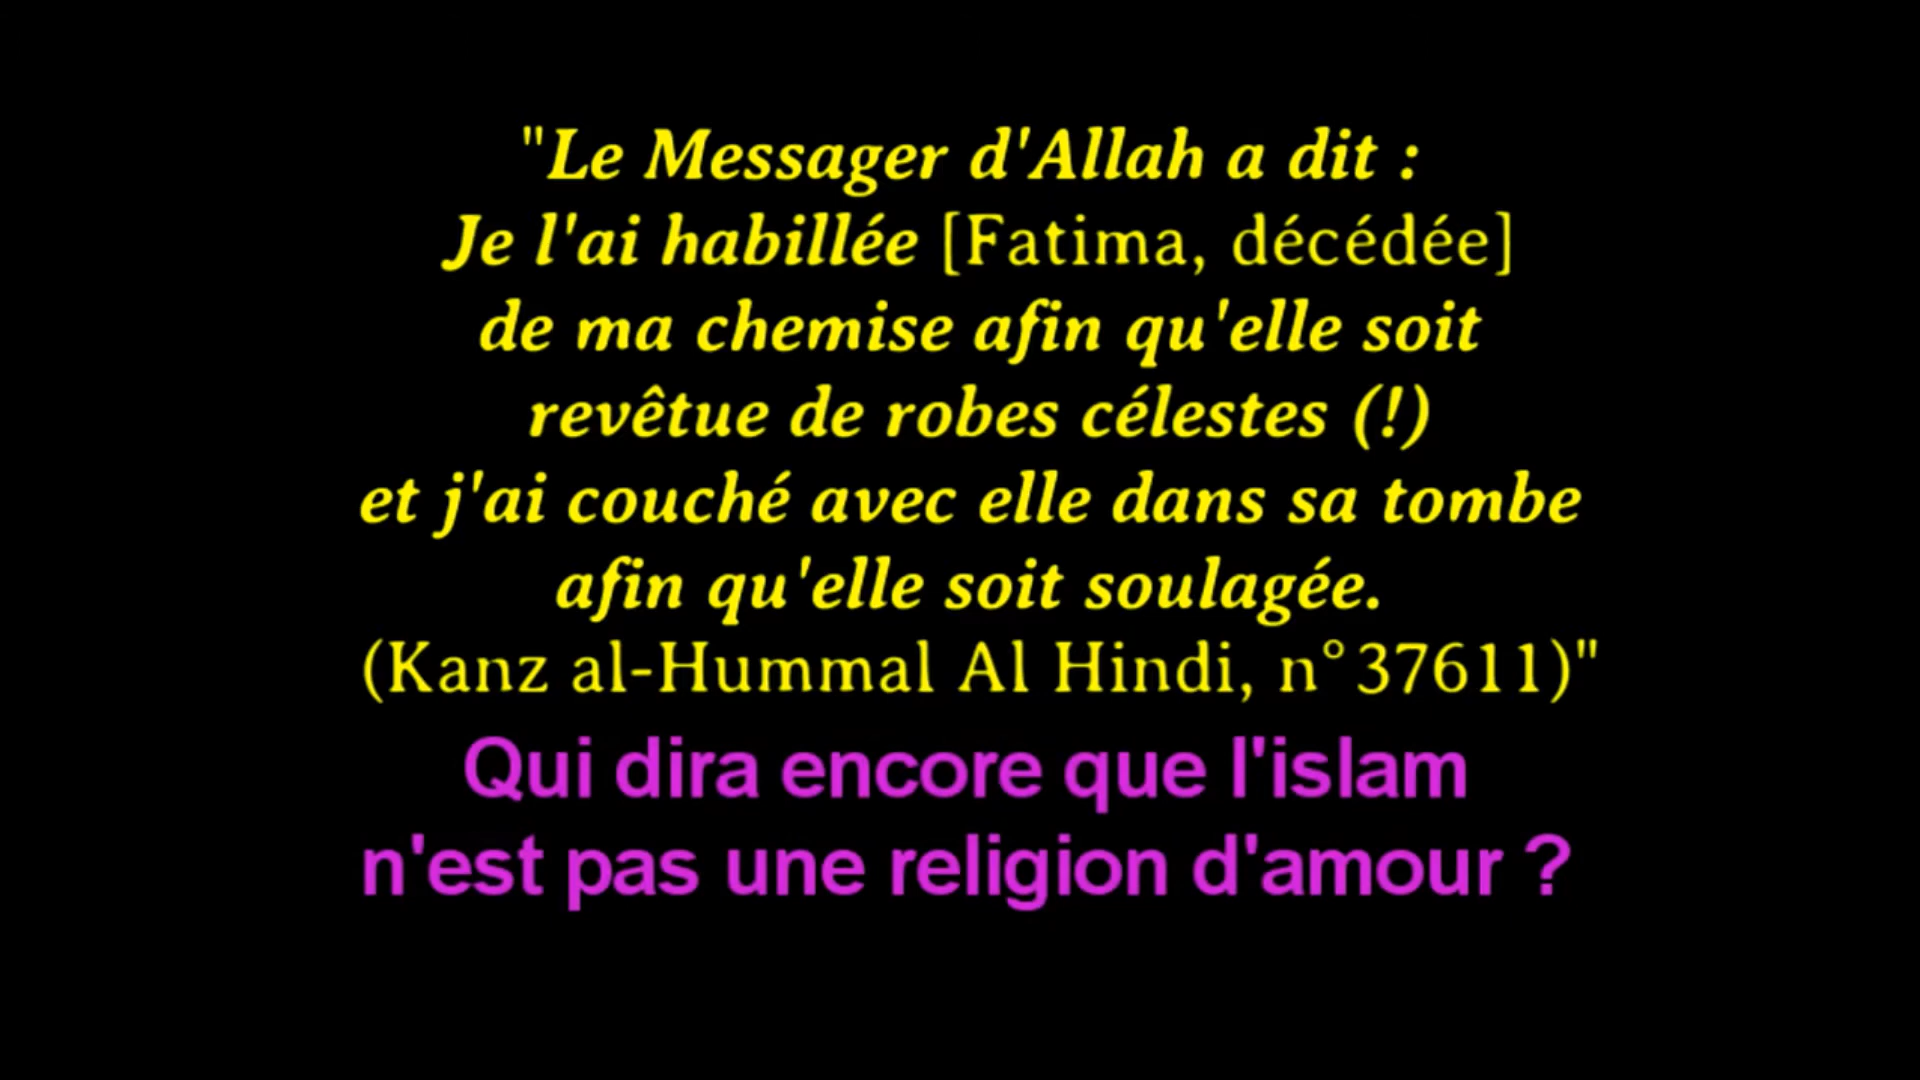 "Le Messager d'Allah a dit :
Je l'ai habillée [Fatima, décédée]
de ma chemise afin qu'elle soit
revêtue de robes célestes (!)
et j'ai couché avec elle dans sa tombe
afin qu'elle soit soulagée.
(Kanz al-Hummal Al Hindi, n°37611)"
Qui dira encore que l'islam
n'est pas une religion d'amour ?